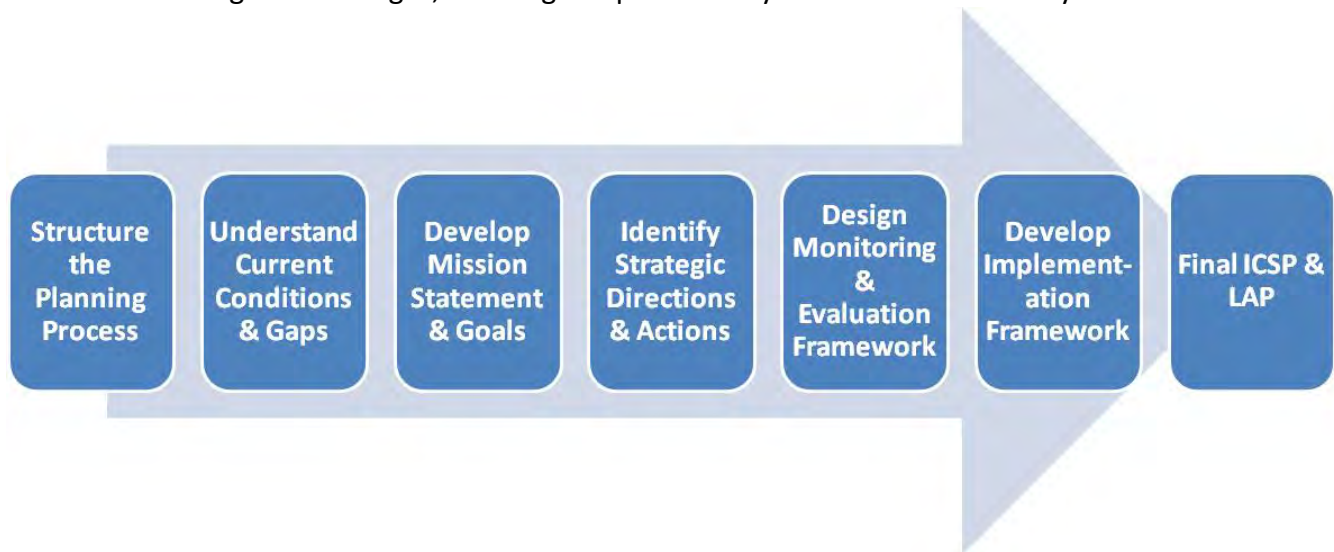 Structure
the
Planning
Process
Understand
Current
Conditions
& Gaps
Develop
Mission
Statement
& Goals
Identify
Strategic
Directions
& Actions
Design
Monitoring
&
Evaluation
Framework
Develop
Implement-
ation
Framework
Final ICSP &
LAP